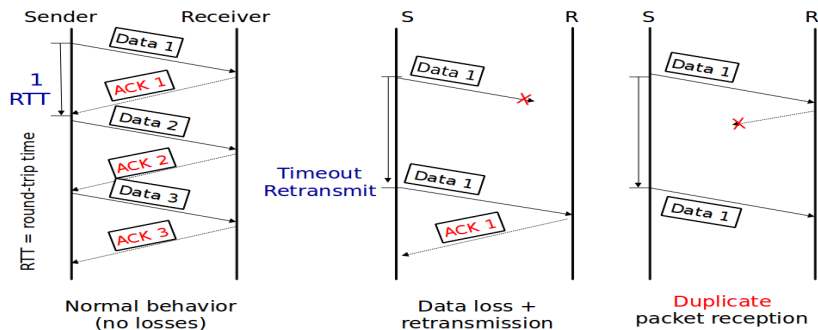 Sender
Receiver
Data 1
ACK 1
1
RTT
Data 2
ACK 2
Data 3
ACK 3
RTT = round-trip time
Normal behavior
(no losses)
S
R
Data 1
Timeout
Retransmit
Data 1
ACK 1
Data loss +
retransmission
S
R
Data 1
Data 1
Duplicate
packet reception